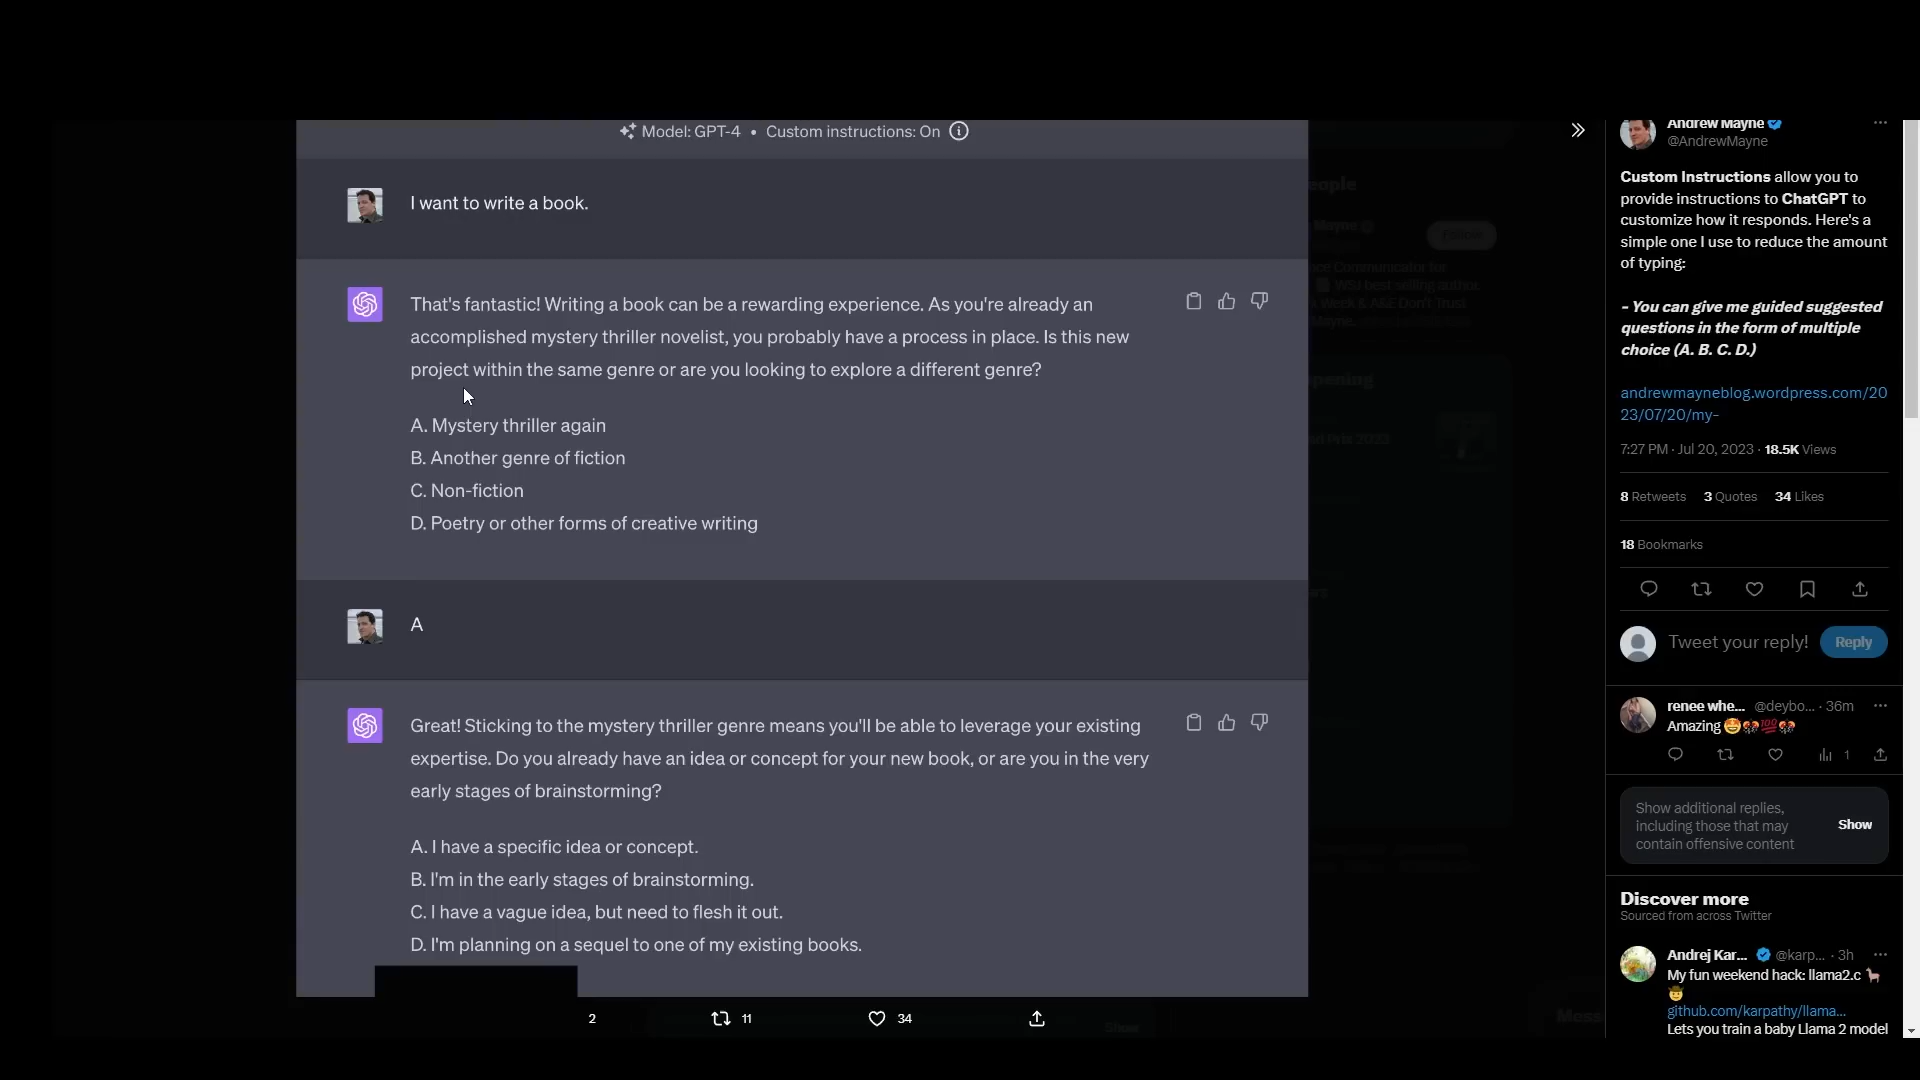 Model: GPT-4 • Custom instructions: On
I want to write a book.
That's fantastic! Writing a book can be a rewarding experience. As you're already an
accomplished mystery thriller novelist, you probably have a process in place. Is this new
project within the same genre or are you looking to explore a different genre?
A. Mystery thriller again
B. Another genre of fiction
C. Non-fiction
D. Poetry or other forms of creative writing
A
Great! Sticking to the mystery thriller genre means you'll be able to leverage your existing
expertise. Do you already have an idea or concept for your new book, or are you in the very
early stages of brainstorming?
A. I have a specific idea or concept.
B. I'm in the early stages of brainstorming.
C. I have a vague idea, but need to flesh it out.
D. I'm planning on a sequel to one of my existing books.
2
11
34
Follow
Show
Andrew Mayne
@AndrewMayne
Custom Instructions allow you to
provide instructions to ChatGPT to
customize how it responds. Here's a
simple one I use to reduce the amount
of typing:
- You can give me guided suggested
questions in the form of multiple
choice (A. B. C. D.)
andrewmayneblog.wordpress.com/20
23/07/20/my-
7:27 PM · Jul 20, 2023 · 18.5K Views
8 Retweets 3 Quotes 34 Likes
18 Bookmarks
Tweet your reply!
Reply
renee whe... @deybo... · 36m
Amazing 🤩🎊💯🎊
1
Show additional replies,
including those that may
contain offensive content
Show
Discover more
Sourced from across Twitter
Andrej Kar... @karp... · 3h
My fun weekend hack: llama2.c 🦙
🤠
github.com/karpathy/llama...
Lets you train a baby Llama 2 model